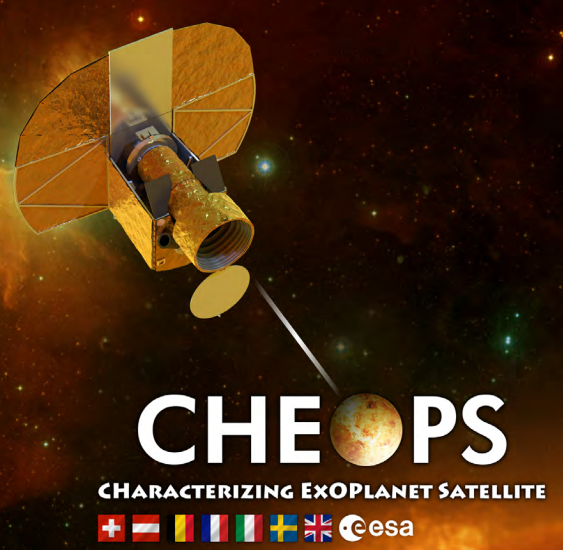 CHEOPS
CHARACTERIZING EXOPLANET SATELLITE
esa